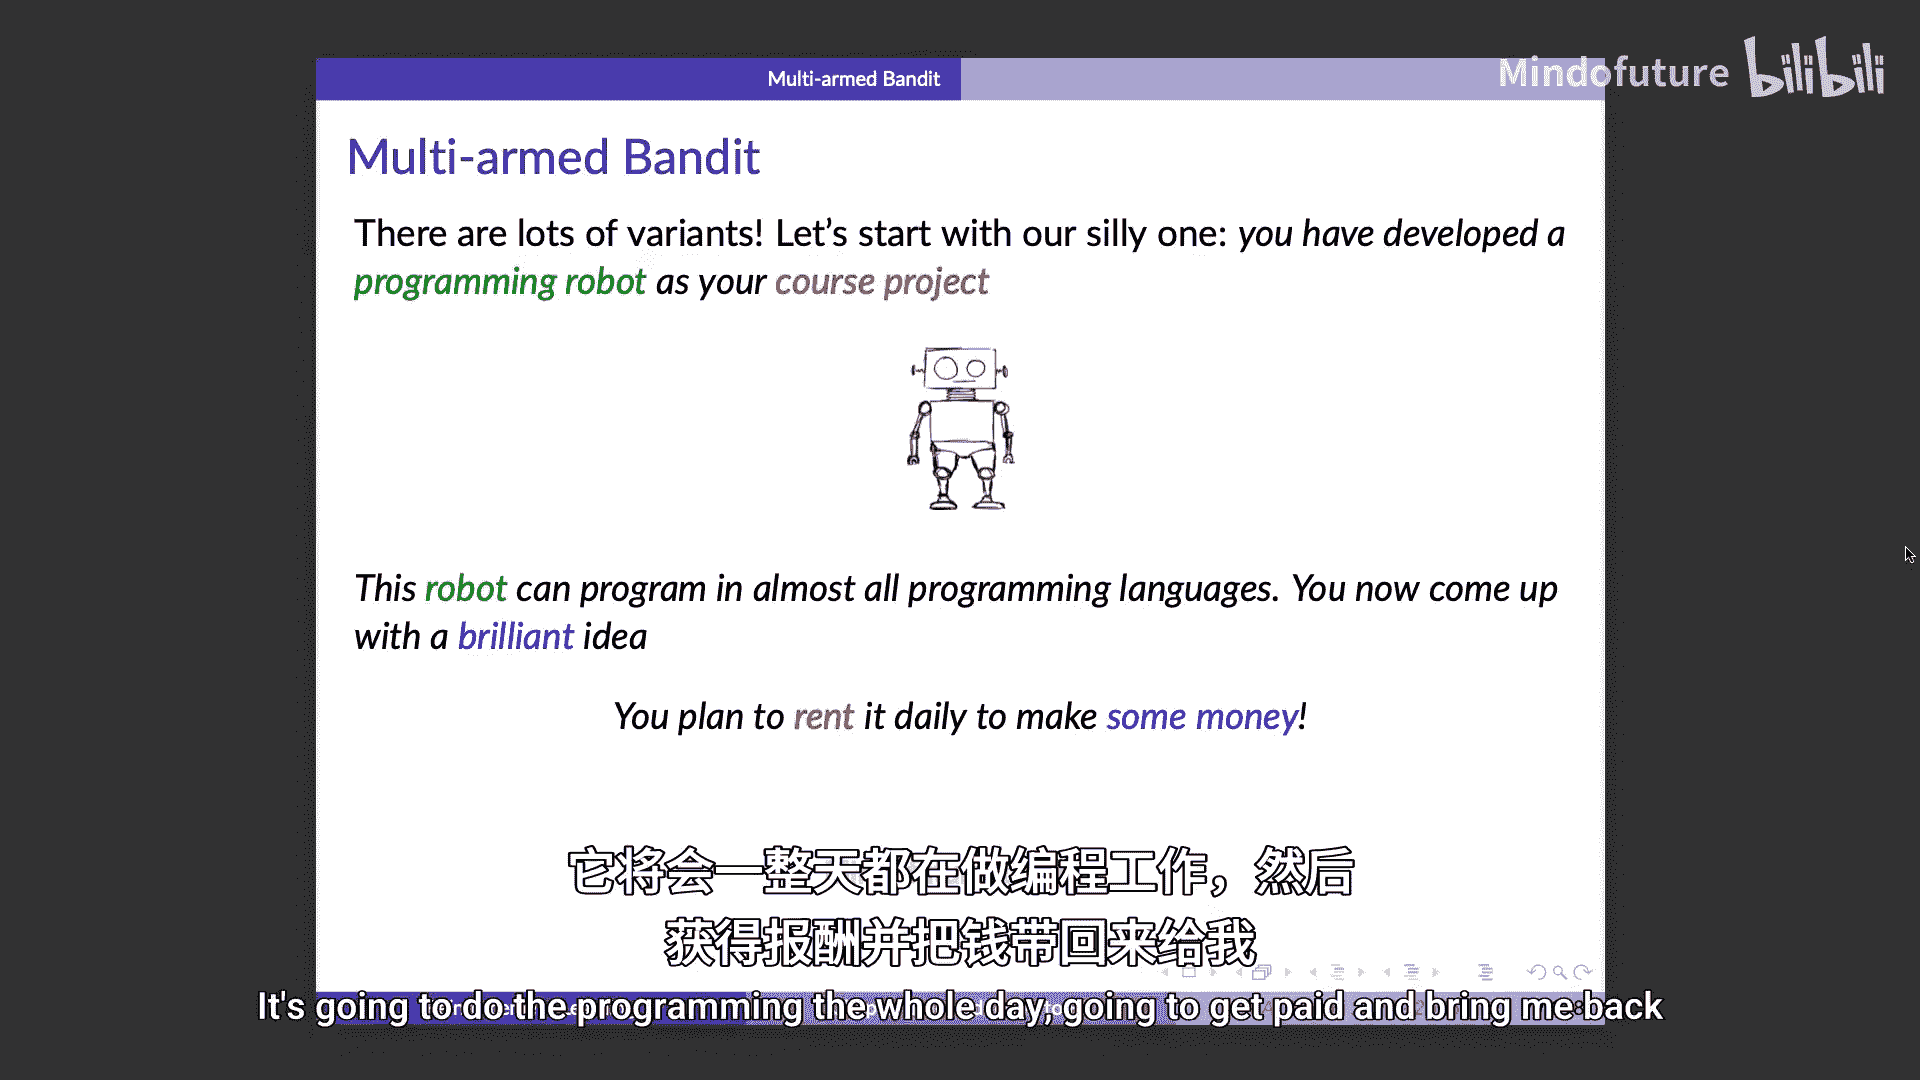 Multi-armed Bandit
Mindofuture bilibili
Multi-armed Bandit
There are lots of variants! Let's start with our silly one: you have developed a
programming robot as your course project
This robot can program in almost all programming languages. You now come up
with a brilliant idea
You plan to rent it daily to make some money!
它将会一整天都在做编程工作，然后
获得报酬并把钱带回来给我
It's going to do the programming the whole day, going to get paid and bring me back